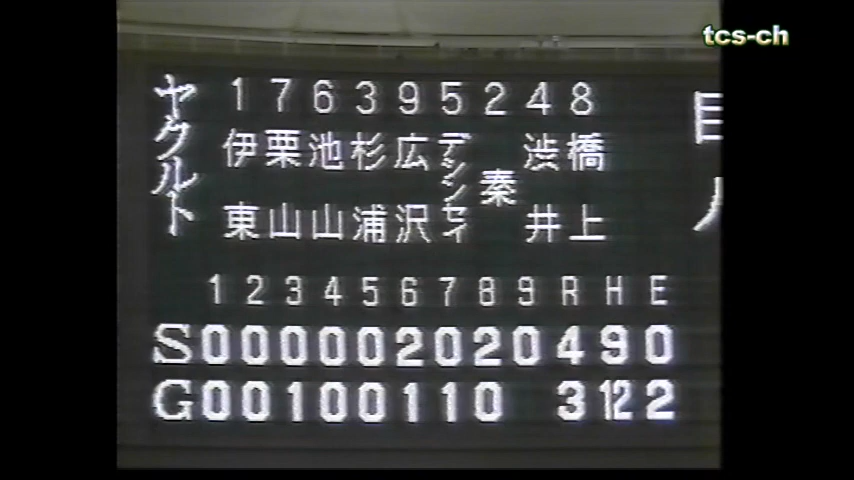 tcs-ch
ヤクルト
1 7 6 3 9 5 2 4 8
伊東 栗山 池山 杉浦 広沢 デシンセイ 秦 渋井 橋上
1 2 3 4 5 6 7 8 9 R H E
S 0 0 0 0 0 2 0 2 0 4 9 0
G 0 0 1 0 0 1 1 0 3 12 2